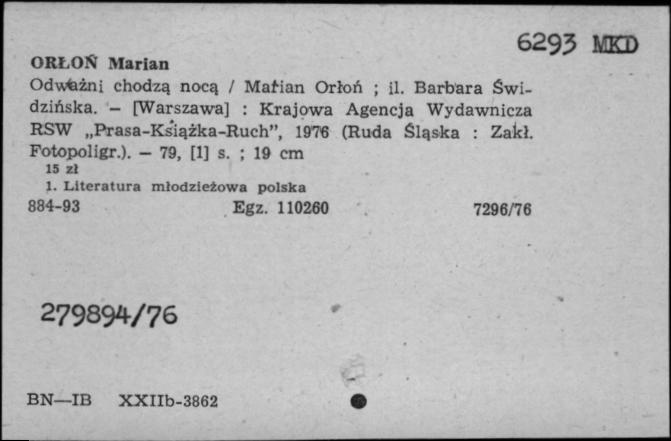 6293 MKD
ORŁOŃ Marian
Odważni chodzą nocą / Marian Orłoń ; il. Barbara Świ-
dzińska. — [Warszawa] : Krajowa Agencja Wydawnicza
RSW „Prasa-Książka-Ruch”, 1976 (Ruda Śląska : Zakł.
Fotopoligr.). — 79, [1] s. ; 19 cm
15 zł
1. Literatura młodzieżowa polska
884-93 Egz. 110260 7296/76
279894/76
BN—IB XXIIb-3862